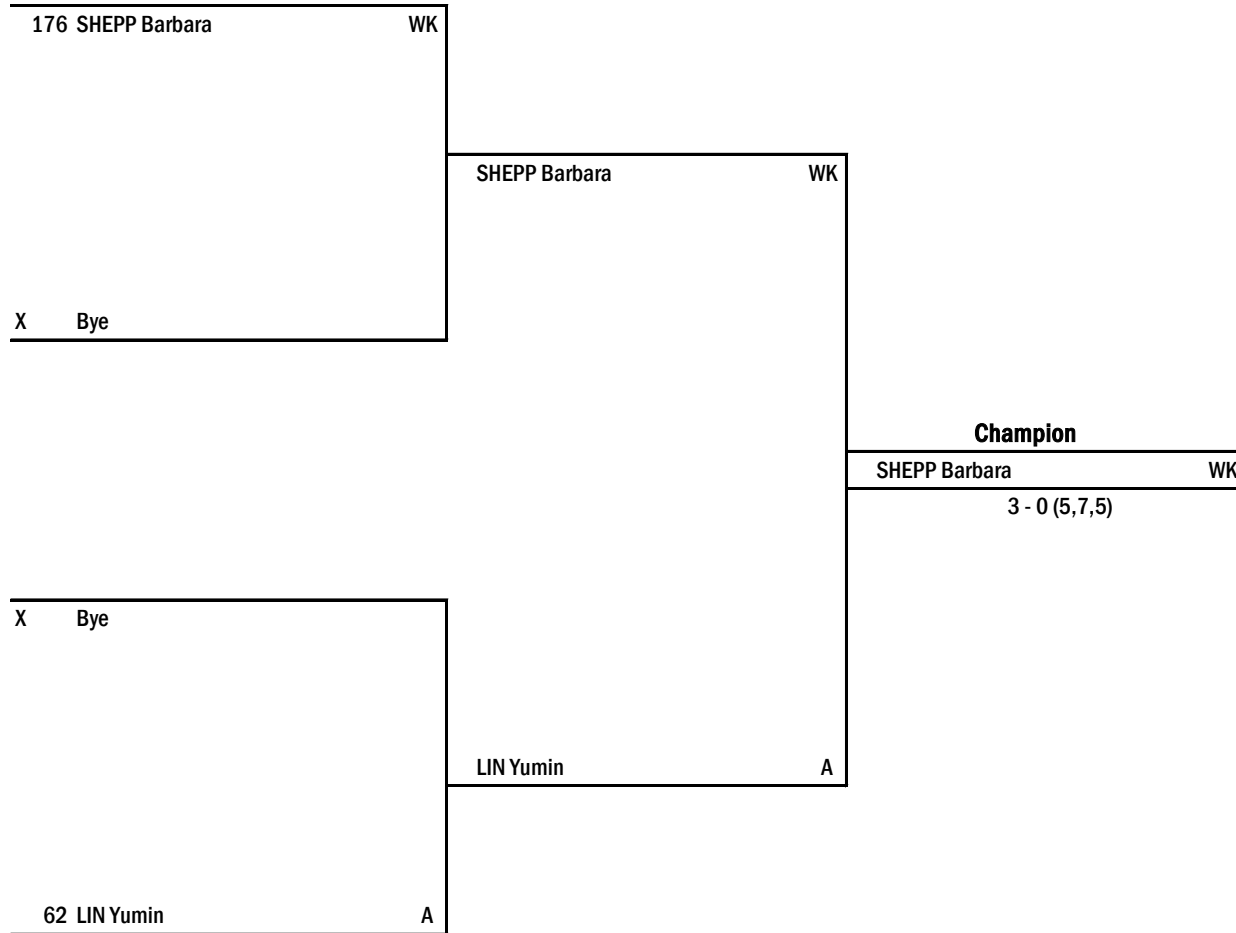 176 SHEPP Barbara WK
SHEPP Barbara WK
X Bye
Champion
SHEPP Barbara WK
3 - 0 (5,7,5)
X Bye
LIN Yumin A
62 LIN Yumin A